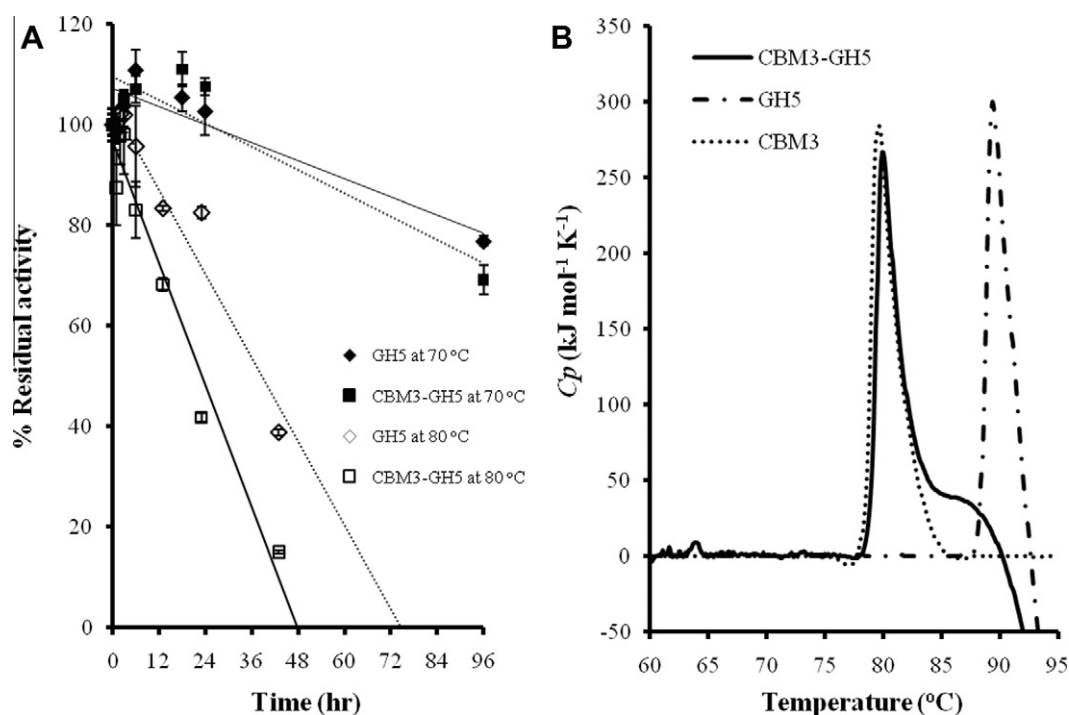 A
% Residual activity
120
100
80
60
40
20
0
0 12 24 36 48 60 72 84 96
Time (hr)
GH5 at 70 °C
CBM3-GH5 at 70 °C
GH5 at 80 °C
CBM3-GH5 at 80 °C
B
Cp (kJ mol-1 K-1)
350
300
250
200
150
100
50
0
-50
60 65 70 75 80 85 90 95
Temperature (°C)
CBM3-GH5
GH5
CBM3